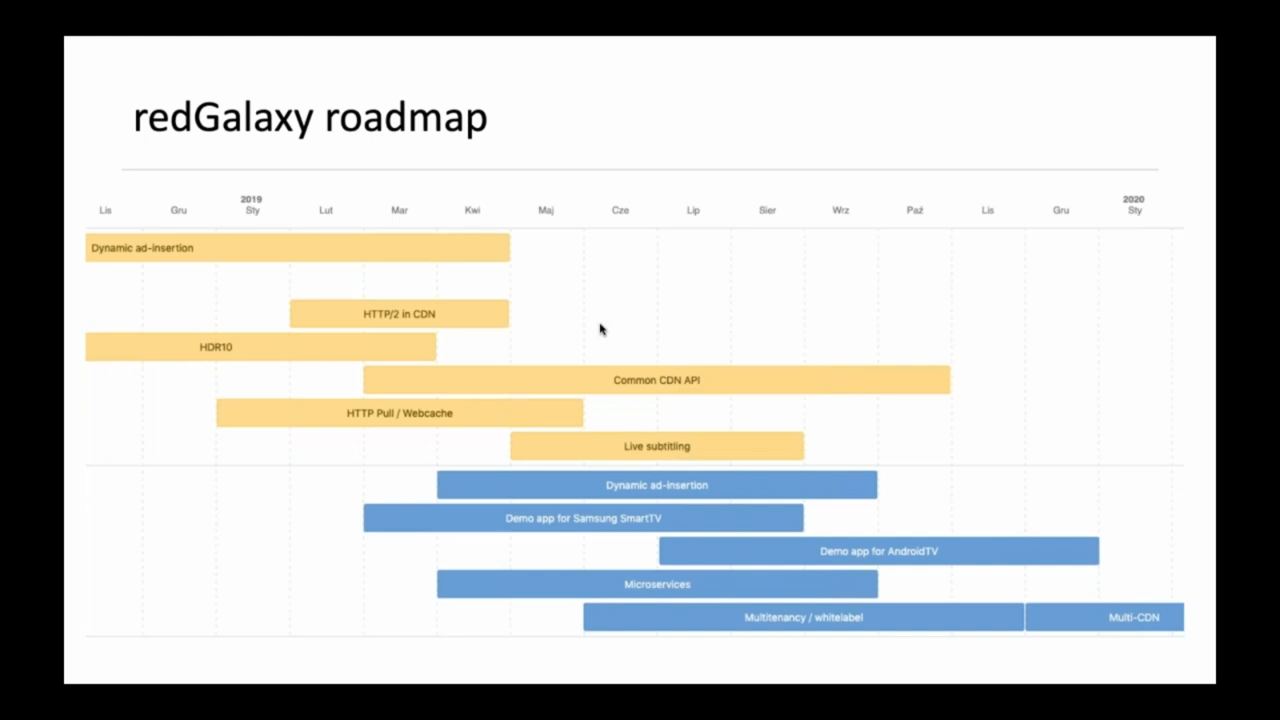 redGalaxy roadmap
2019 2020
Lis Gru Sty Lut Mar Kwi Maj Cze Lip Sier Wrz Paź Lis Gru Sty
Dynamic ad-insertion
HTTP/2 in CDN
HDR10
Common CDN API
HTTP Pull / Webcache
Live subtitling
Dynamic ad-insertion
Demo app for Samsung SmartTV
Demo app for AndroidTV
Microservices
Multitenancy / whitelabel Multi-CDN